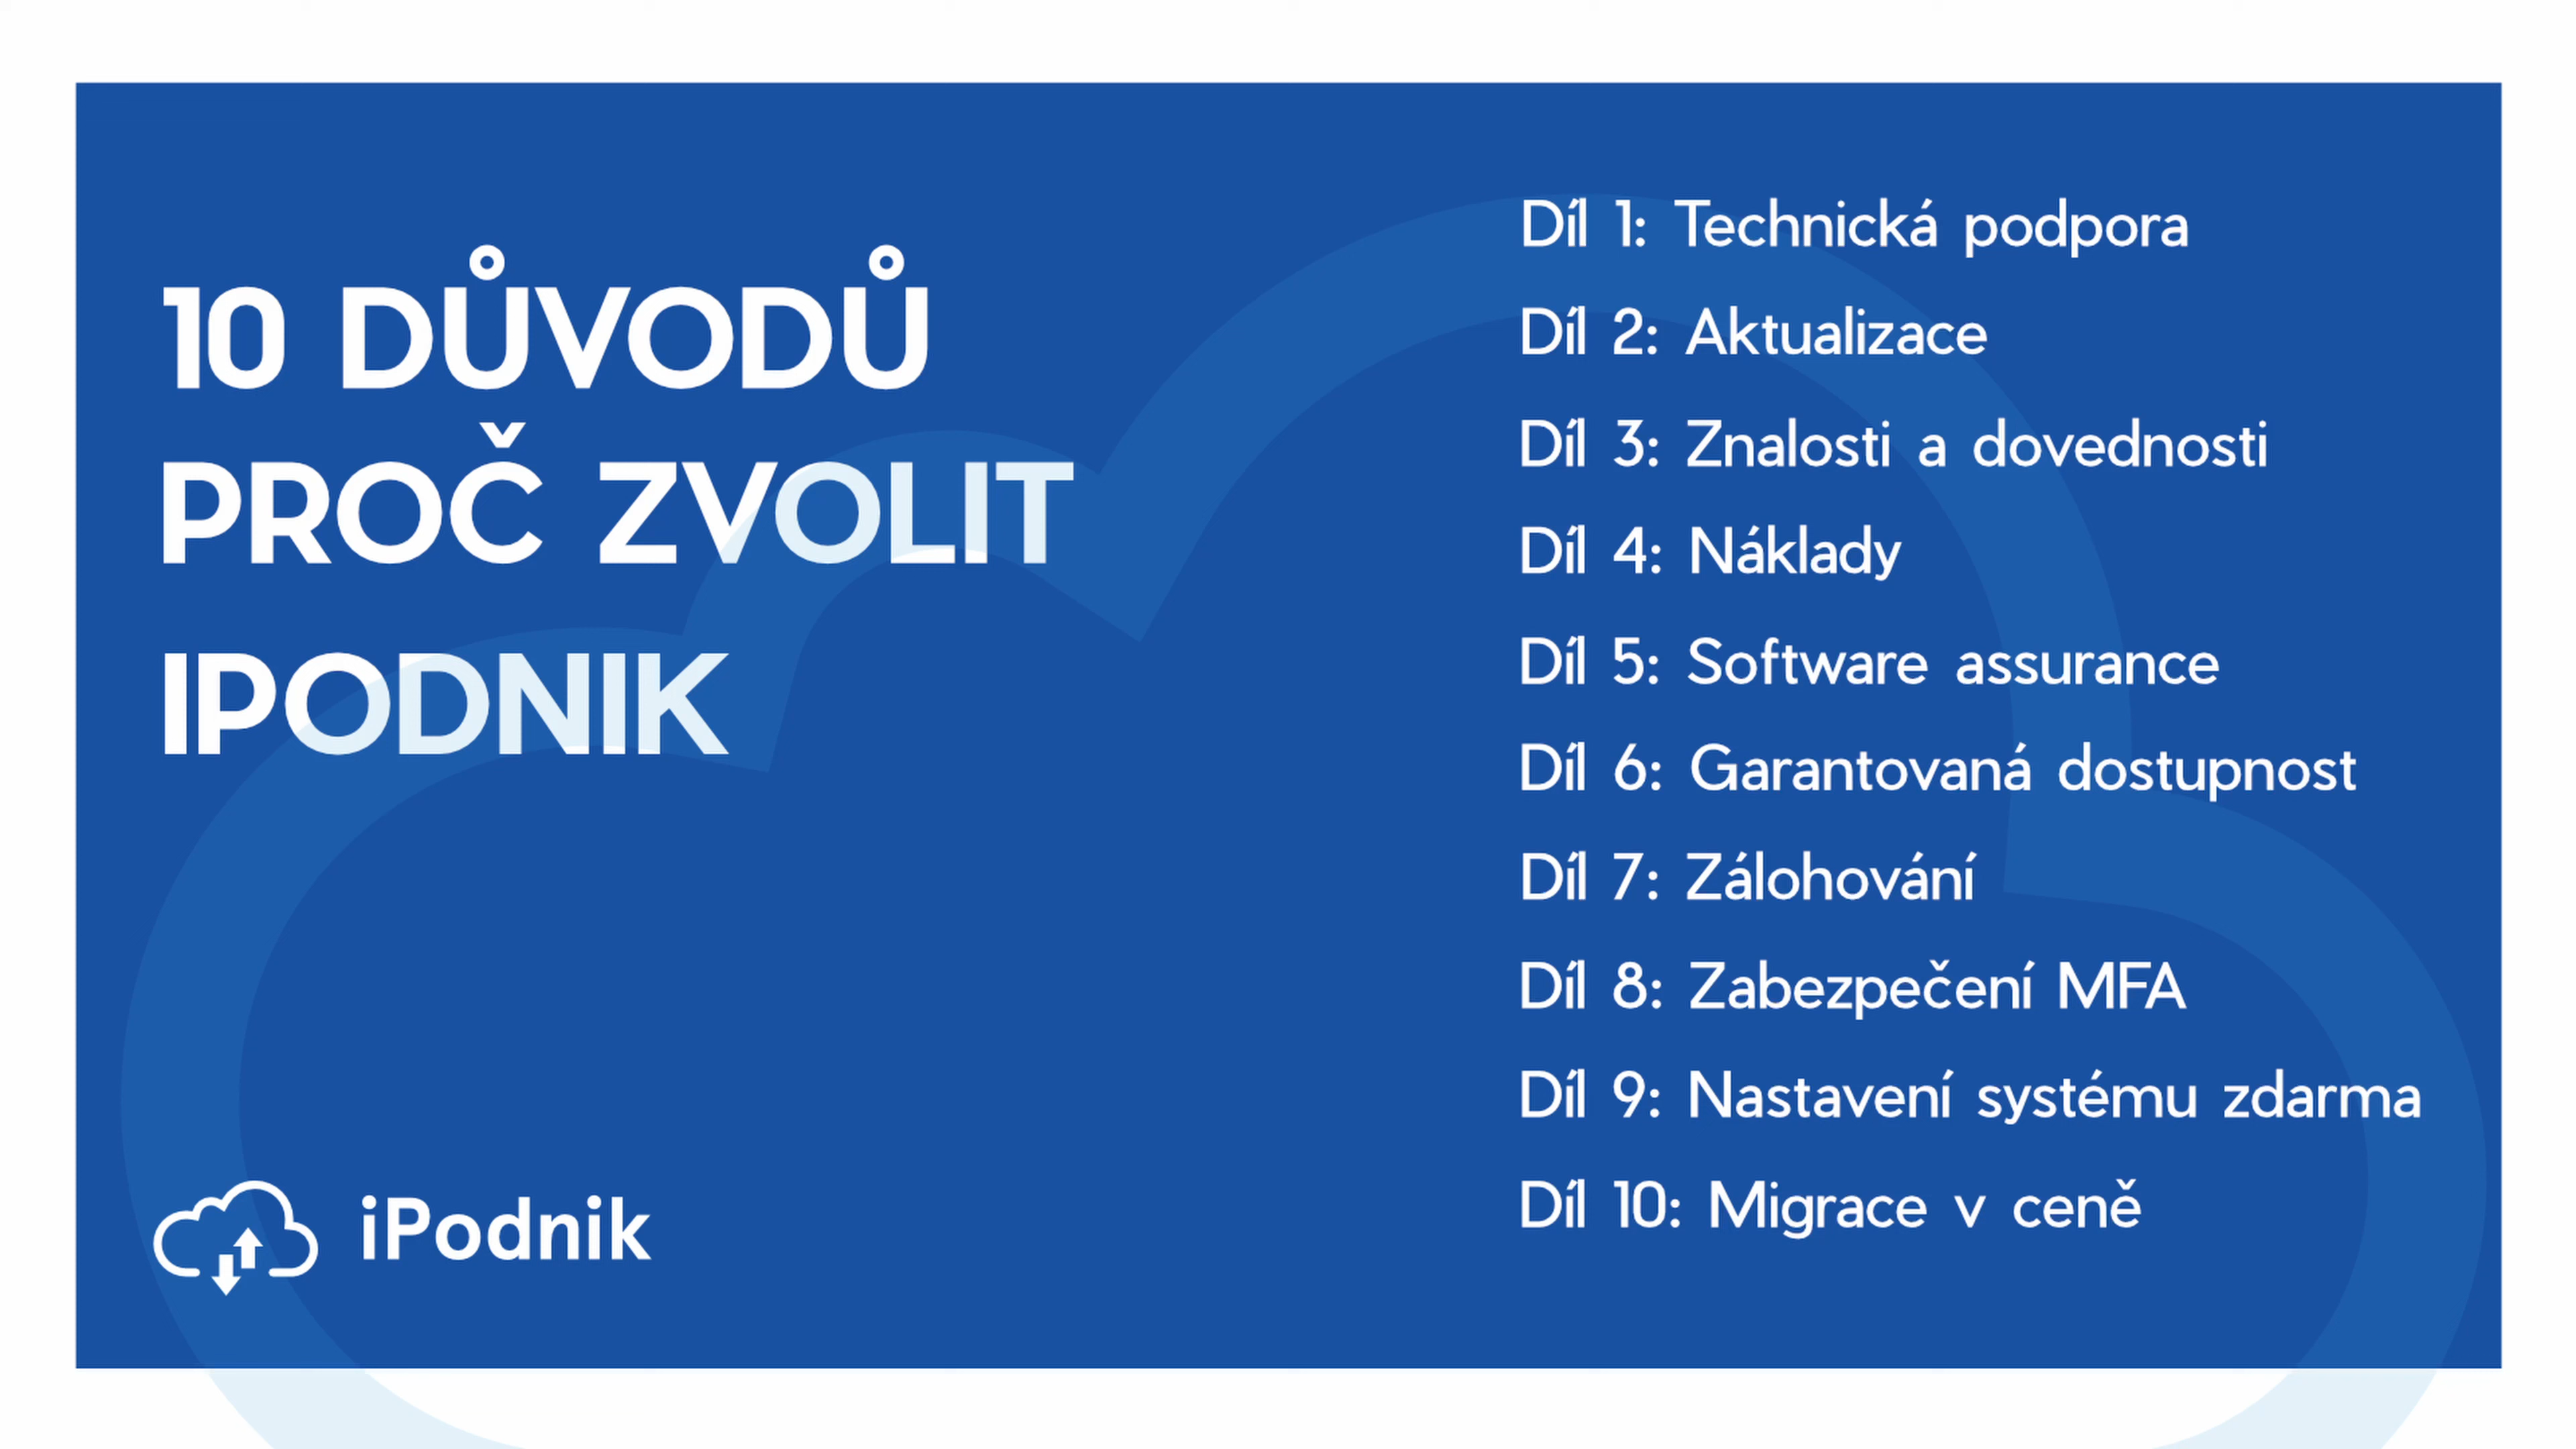 10 DŮVODŮ
PROČ ZVOLIT
IPODNIK
iPodnik
Díl 1: Technická podpora
Díl 2: Aktualizace
Díl 3: Znalosti a dovednosti
Díl 4: Náklady
Díl 5: Software assurance
Díl 6: Garantovaná dostupnost
Díl 7: Zálohování
Díl 8: Zabezpečení MFA
Díl 9: Nastavení systému zdarma
Díl 10: Migrace v ceně